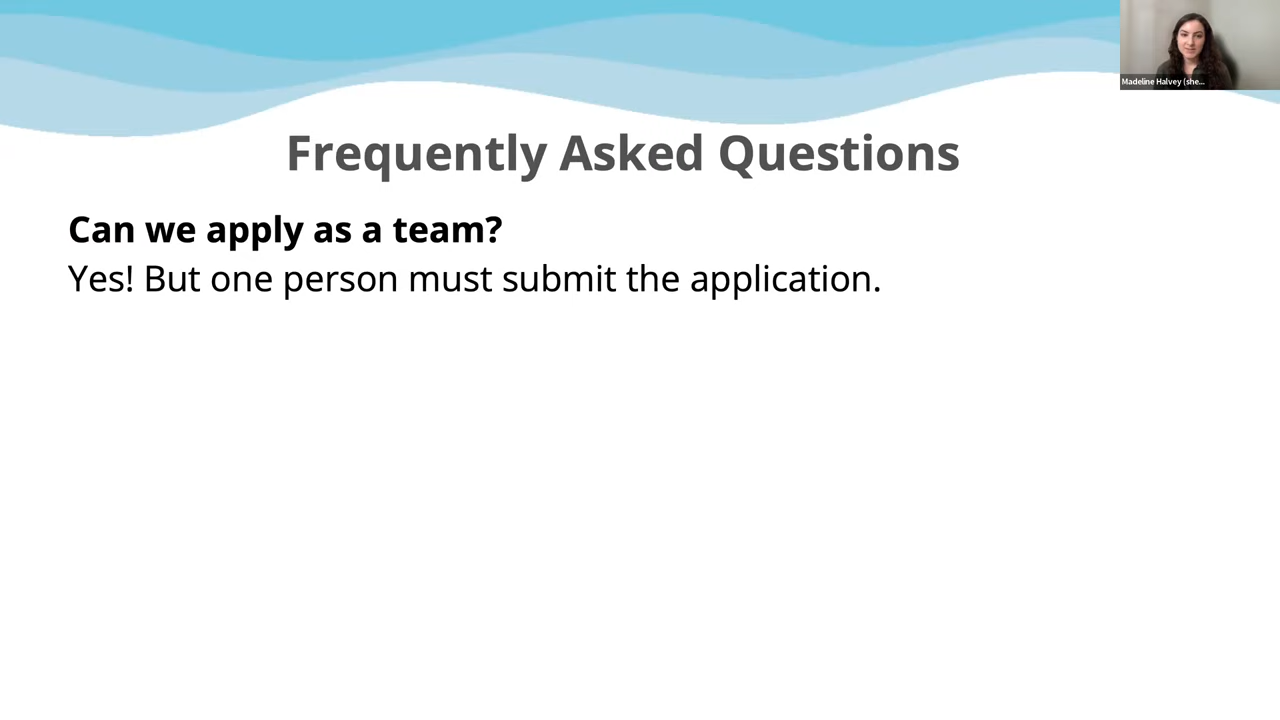 Madeline Halvey (she...
Frequently Asked Questions
Can we apply as a team?
Yes! But one person must submit the application.